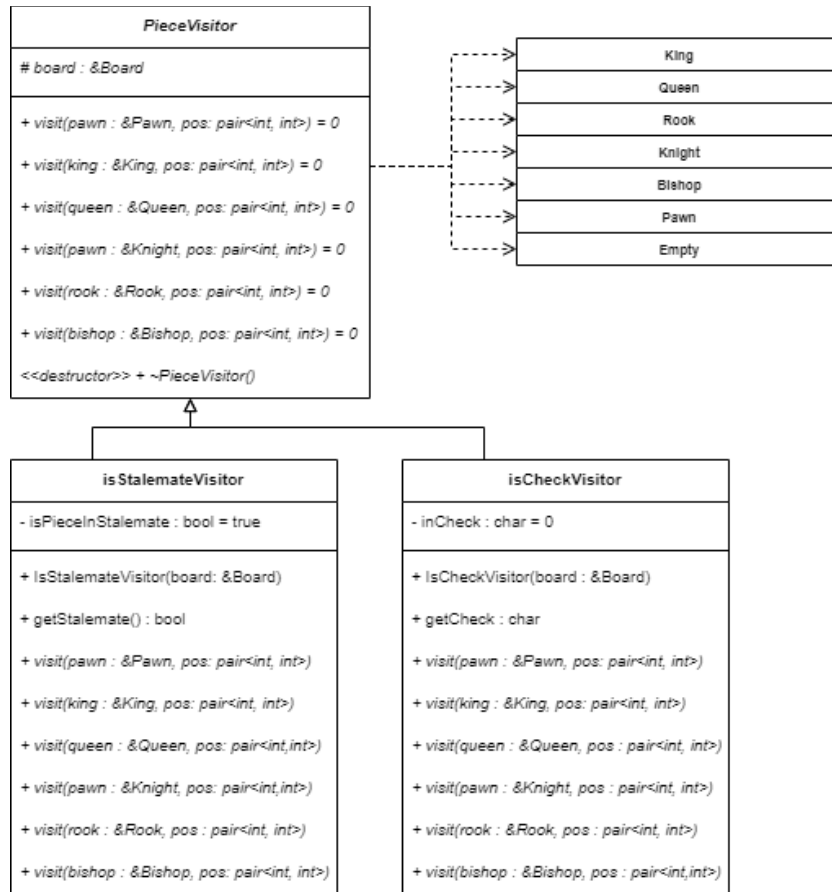 PieceVisitor
# board : &Board
+ visit(pawn : &Pawn, pos: pair<int, int>) = 0
+ visit(king : &King, pos: pair<int, int>) = 0
+ visit(queen : &Queen, pos: pair<int, int>) = 0
+ visit(pawn : &Knight, pos: pair<int, int>) = 0
+ visit(rook : &Rook, pos: pair<int, int>) = 0
+ visit(bishop : &Bishop, pos: pair<int, int>) = 0
<<destructor>> + ~PieceVisitor()
King
Queen
Rook
Knight
Bishop
Pawn
Empty
isStalemateVisitor
- isPieceInStalemate : bool = true
+ IsStalemateVisitor(board: &Board)
+ getStalemate() : bool
+ visit(pawn : &Pawn, pos: pair<int, int>)
+ visit(king : &King, pos: pair<int, int>)
+ visit(queen : &Queen, pos: pair<int,int>)
+ visit(pawn : &Knight, pos: pair<int,int>)
+ visit(rook : &Rook, pos : pair<int, int>)
+ visit(bishop : &Bishop, pos: pair<int, int>)
isCheckVisitor
- inCheck : char = 0
+ IsCheckVisitor(board : &Board)
+ getCheck : char
+ visit(pawn : &Pawn, pos: pair<int, int>)
+ visit(king : &King, pos: pair<int, int>)
+ visit(queen : &Queen, pos : pair<int, int>)
+ visit(pawn : &Knight, pos : pair<int, int>)
+ visit(rook : &Rook, pos : pair<int, int>)
+ visit(bishop : &Bishop, pos : pair<int,int>)